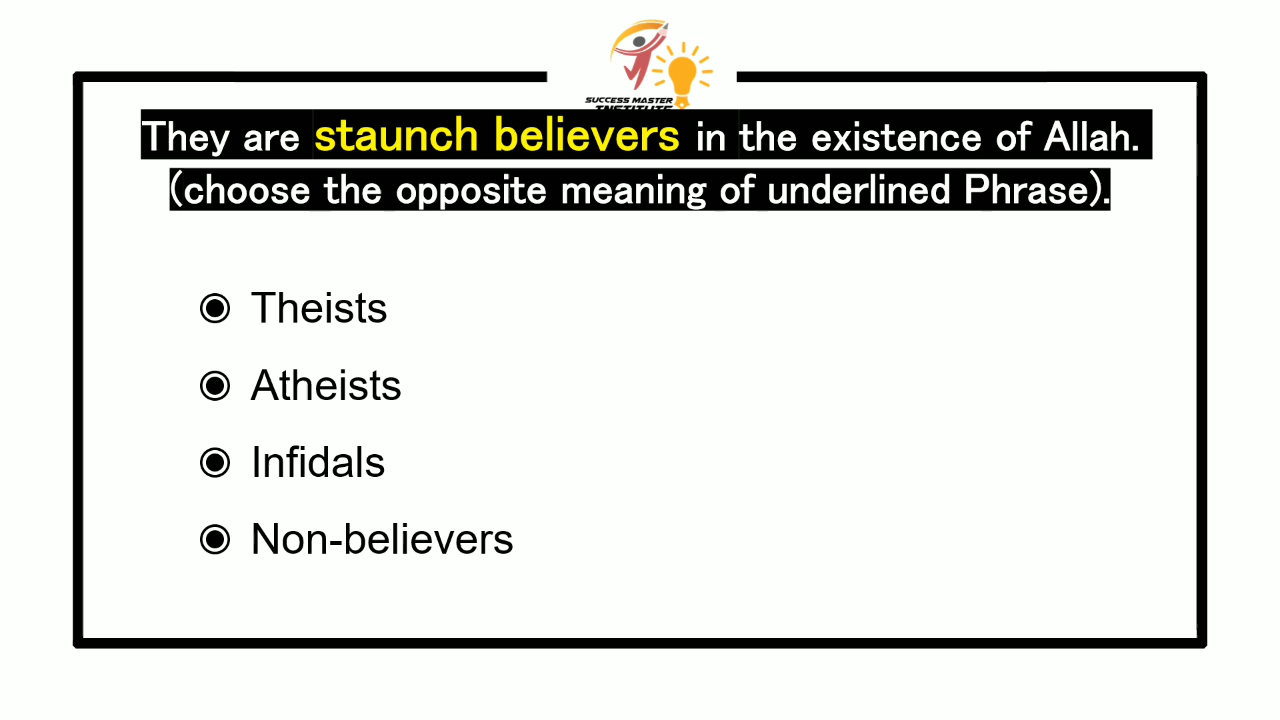 SUCCESS MASTER
INSTITUTE
They are staunch believers in the existence of Allah.
(choose the opposite meaning of underlined Phrase).
Theists
Atheists
Infidals
Non-believers